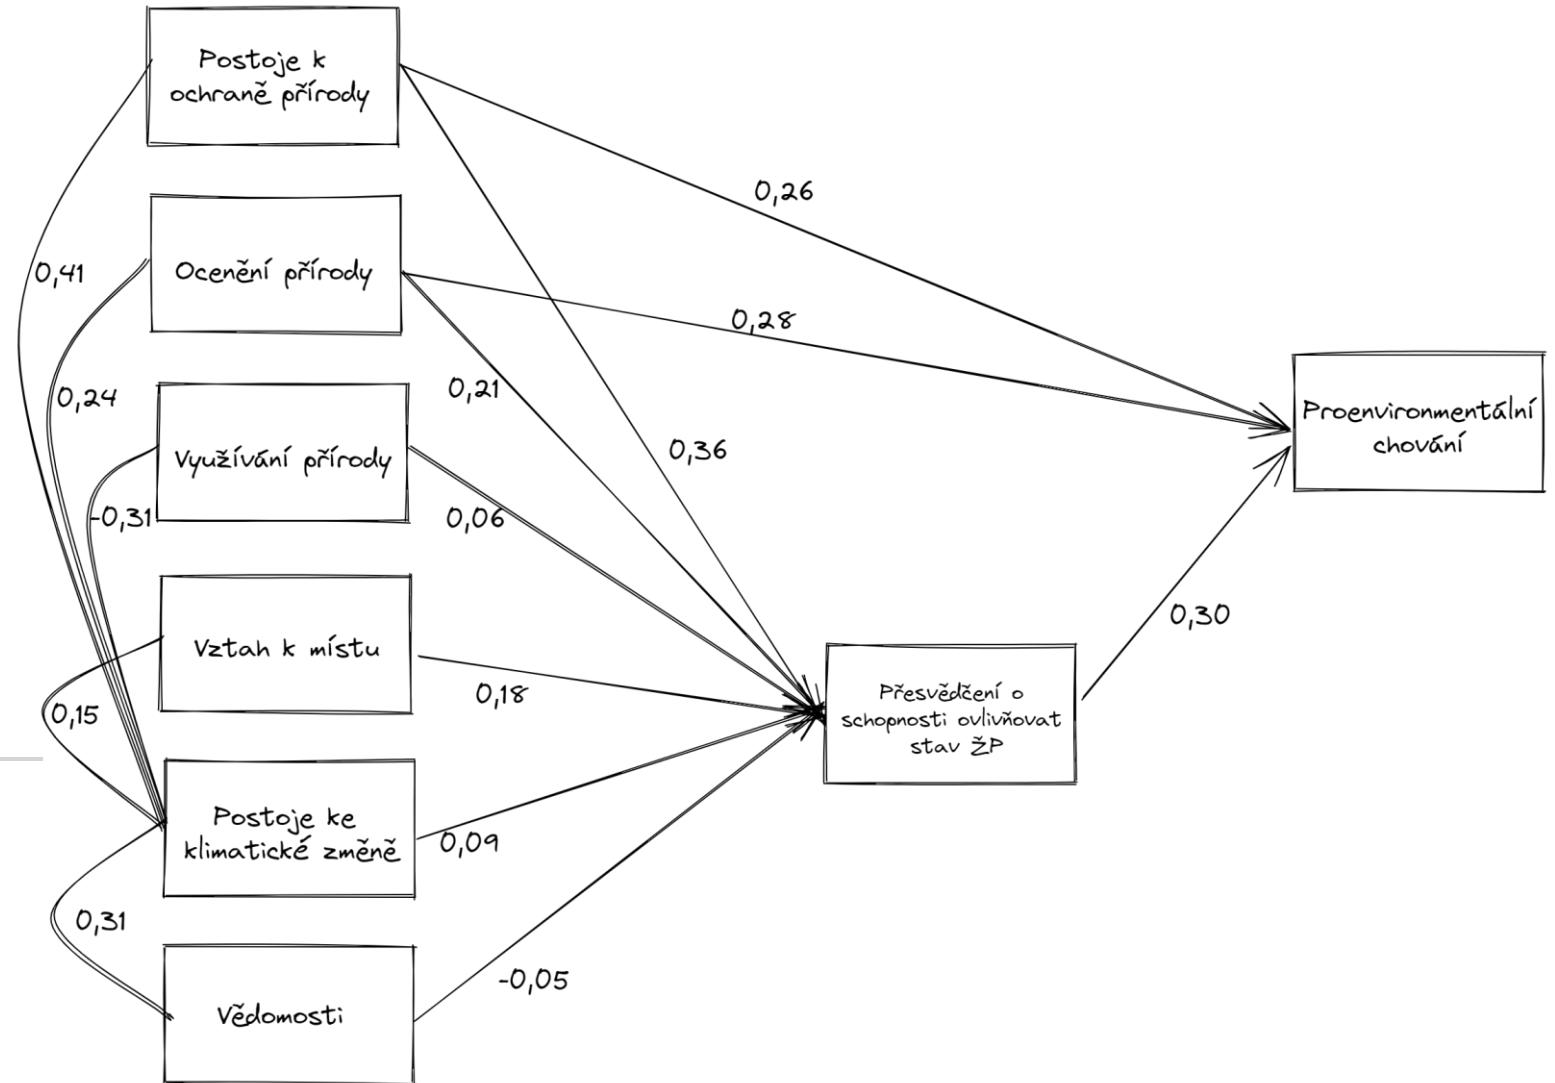 Postoje k
ochraně přírody
0,26
0,41
Ocenění přírody
0,28
0,24
0,21
Proenvironmentální
chování
Využívání přírody
0,36
-0,31
0,06
Vztah k místu
0,30
0,15
0,18
Přesvědčení o
schopnosti ovlivňovat
stav ŽP
Postoje ke
klimatické změně
0,09
0,31
-0,05
Vědomosti